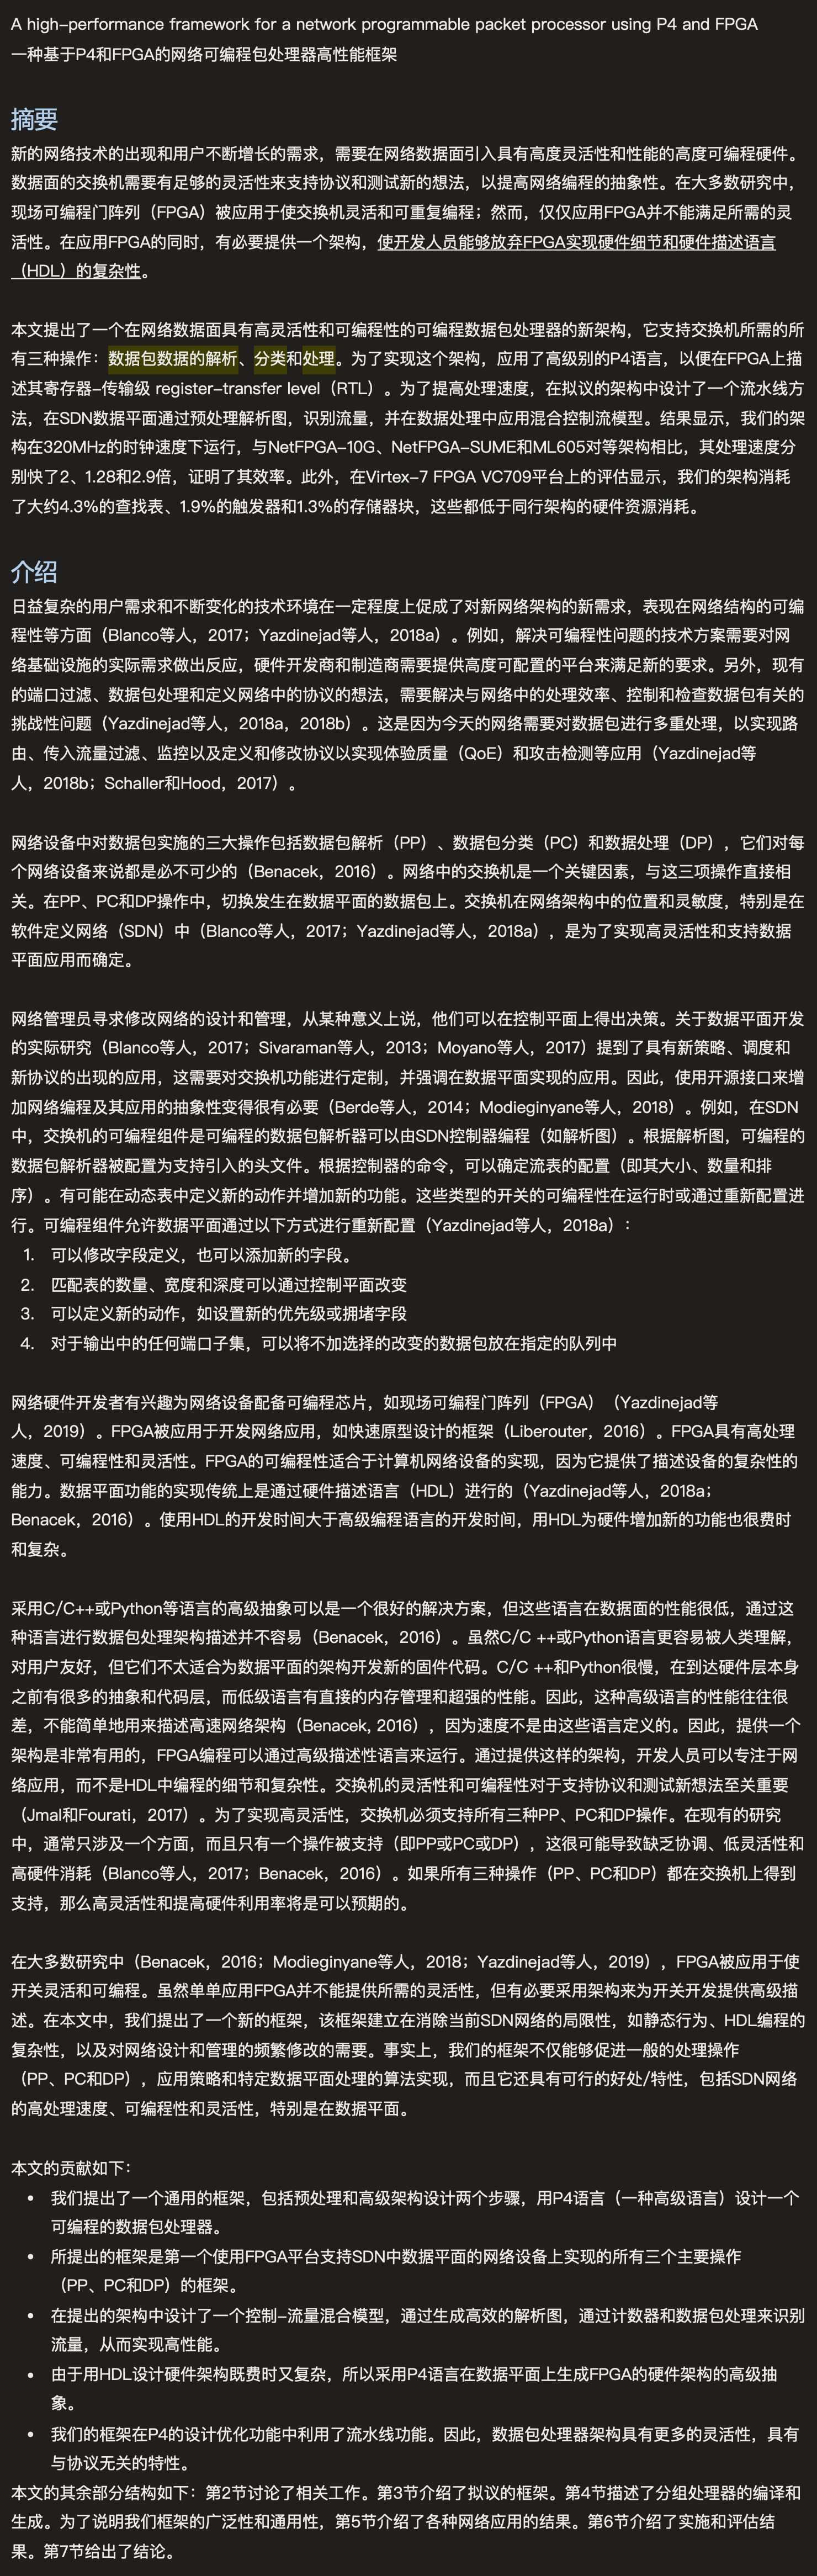 A high-performance framework for a network programmable packet processor using P4 and FPGA
一种基于P4和FPGA的网络可编程包处理器高性能框架
摘要
新的网络技术的出现和用户不断增长的需求，需要在网络数据面引入具有高度灵活性和性能的高度可编程硬件。
数据面的交换机需要有足够的灵活性来支持协议和测试新的想法，以提高网络编程的抽象性。在大多数研究中，
现场可编程门阵列（FPGA）被应用于使交换机灵活和可重复编程；然而，仅仅应用FPGA并不能满足所需的灵
活性。在应用FPGA的同时，有必要提供一个架构，使开发人员能够放弃FPGA实现硬件细节和硬件描述语言
（HDL）的复杂性。
本文提出了一个在网络数据面具有高灵活性和可编程性的可编程数据包处理器的新架构，它支持交换机所需的所
有三种操作：数据包数据的解析、分类和处理。为了实现这个架构，应用了高级别的P4语言，以便在FPGA上描
述其寄存器-传输级 register-transfer level（RTL）。为了提高处理速度，在拟议的架构中设计了一个流水线方
法，在SDN数据平面通过预处理解析图，识别流量，并在数据处理中应用混合控制流模型。结果显示，我们的架
构在320MHz的时钟速度下运行，与NetFPGA-10G、NetFPGA-SUME和ML605对等架构相比，其处理速度分
别快了2、1.28和2.9倍，证明了其效率。此外，在Virtex-7 FPGA VC709平台上的评估显示，我们的架构消耗
了大约4.3%的查找表、1.9%的触发器和1.3%的存储器块，这些都低于同行架构的硬件资源消耗。
介绍
日益复杂的用户需求和不断变化的技术环境在一定程度上促成了对新网络架构的新需求，表现在网络结构的可编
程性等方面（Blanco等人，2017；Yazdinejad等人，2018a）。例如，解决可编程性问题的技术方案需要对网
络基础设施的实际需求做出反应，硬件开发商和制造商需要提供高度可配置的平台来满足新的要求。另外，现有
的端口过滤、数据包处理和定义网络中的协议的想法，需要解决与网络中的处理效率、控制和检查数据包有关的
挑战性问题（Yazdinejad等人，2018a，2018b）。这是因为今天的网络需要对数据包进行多重处理，以实现路
由、传入流量过滤、监控以及定义和修改协议以实现体验质量（QoE）和攻击检测等应用（Yazdinejad等
人，2018b；Schaller和Hood，2017）。
网络设备中对数据包实施的三大操作包括数据包解析（PP）、数据包分类（PC）和数据处理（DP），它们对每
个网络设备来说都是必不可少的（Benacek，2016）。网络中的交换机是一个关键因素，与这三项操作直接相
关。在PP、PC和DP操作中，切换发生在数据平面的数据包上。交换机在网络架构中的位置和灵敏度，特别是在
软件定义网络（SDN）中（Blanco等人，2017；Yazdinejad等人，2018a），是为了实现高灵活性和支持数据
平面应用而确定。
网络管理员寻求修改网络的设计和管理，从某种意义上说，他们可以在控制平面上得出决策。关于数据平面开发
的实际研究（Blanco等人，2017；Sivaraman等人，2013；Moyano等人，2017）提到了具有新策略、调度和
新协议的出现的应用，这需要对交换机功能进行定制，并强调在数据平面实现的应用。因此，使用开源接口来增
加网络编程及其应用的抽象性变得很有必要（Berde等人，2014；Modieginyane等人，2018）。例如，在SDN
中，交换机的可编程组件是可编程的数据包解析器可以由SDN控制器编程（如解析图）。根据解析图，可编程的
数据包解析器被配置为支持引入的头文件。根据控制器的命令，可以确定流表的配置（即其大小、数量和排
序）。有可能在动态表中定义新的动作并增加新的功能。这些类型的开关的可编程性在运行时或通过重新配置进
行。可编程组件允许数据平面通过以下方式进行重新配置（Yazdinejad等人，2018a）：
1. 可以修改字段定义，也可以添加新的字段。
2. 匹配表的数量、宽度和深度可以通过控制平面改变
3. 可以定义新的动作，如设置新的优先级或拥堵字段
4. 对于输出中的任何端口子集，可以将不加选择的改变的数据包放在指定的队列中
网络硬件开发者有兴趣为网络设备配备可编程芯片，如现场可编程门阵列（FPGA）（Yazdinejad等
人，2019）。FPGA被应用于开发网络应用，如快速原型设计的框架（Liberouter，2016）。FPGA具有高处理
速度、可编程性和灵活性。FPGA的可编程性适合于计算机网络设备的实现，因为它提供了描述设备的复杂性的
能力。数据平面功能的实现传统上是通过硬件描述语言（HDL）进行的（Yazdinejad等人，2018a；
Benacek，2016）。使用HDL的开发时间大于高级编程语言的开发时间，用HDL为硬件增加新的功能也很费时
和复杂。
采用C/C++或Python等语言的高级抽象可以是一个很好的解决方案，但这些语言在数据面的性能很低，通过这
种语言进行数据包处理架构描述并不容易（Benacek，2016）。虽然C/C ++或Python语言更容易被人类理解，
对用户友好，但它们不太适合为数据平面的架构开发新的固件代码。C/C ++和Python很慢，在到达硬件层本身
之前有很多的抽象和代码层，而低级语言有直接的内存管理和超强的性能。因此，这种高级语言的性能往往很
差，不能简单地用来描述高速网络架构（Benacek, 2016），因为速度不是由这些语言定义的。因此，提供一个
架构是非常有用的，FPGA编程可以通过高级描述性语言来运行。通过提供这样的架构，开发人员可以专注于网
络应用，而不是HDL中编程的细节和复杂性。交换机的灵活性和可编程性对于支持协议和测试新想法至关重要
（Jmal和Fourati，2017）。为了实现高灵活性，交换机必须支持所有三种PP、PC和DP操作。在现有的研究
中，通常只涉及一个方面，而且只有一个操作被支持（即PP或PC或DP），这很可能导致缺乏协调、低灵活性和
高硬件消耗（Blanco等人，2017；Benacek，2016）。如果所有三种操作（PP、PC和DP）都在交换机上得到
支持，那么高灵活性和提高硬件利用率将是可以预期的。
在大多数研究中（Benacek，2016；Modieginyane等人，2018；Yazdinejad等人，2019），FPGA被应用于使
开关灵活和可编程。虽然单单应用FPGA并不能提供所需的灵活性，但有必要采用架构来为开关开发提供高级描
述。在本文中，我们提出了一个新的框架，该框架建立在消除当前SDN网络的局限性，如静态行为、HDL编程的
复杂性，以及对网络设计和管理的频繁修改的需要。事实上，我们的框架不仅能够促进一般的处理操作
（PP、PC和DP），应用策略和特定数据平面处理的算法实现，而且它还具有可行的好处/特性，包括SDN网络
的高处理速度、可编程性和灵活性，特别是在数据平面。
本文的贡献如下：
• 我们提出了一个通用的框架，包括预处理和高级架构设计两个步骤，用P4语言（一种高级语言）设计一个
可编程的数据包处理器。
• 所提出的框架是第一个使用FPGA平台支持SDN中数据平面的网络设备上实现的所有三个主要操作
（PP、PC和DP）的框架。
• 在提出的架构中设计了一个控制-流量混合模型，通过生成高效的解析图，通过计数器和数据包处理来识别
流量，从而实现高性能。
• 由于用HDL设计硬件架构既费时又复杂，所以采用P4语言在数据平面上生成FPGA的硬件架构的高级抽
象。
• 我们的框架在P4的设计优化功能中利用了流水线功能。因此，数据包处理器架构具有更多的灵活性，具有
与协议无关的特性。
本文的其余部分结构如下：第2节讨论了相关工作。第3节介绍了拟议的框架。第4节描述了分组处理器的编译和
生成。为了说明我们框架的广泛性和通用性，第5节介绍了各种网络应用的结果。第6节介绍了实施和评估结
果。第7节给出了结论。